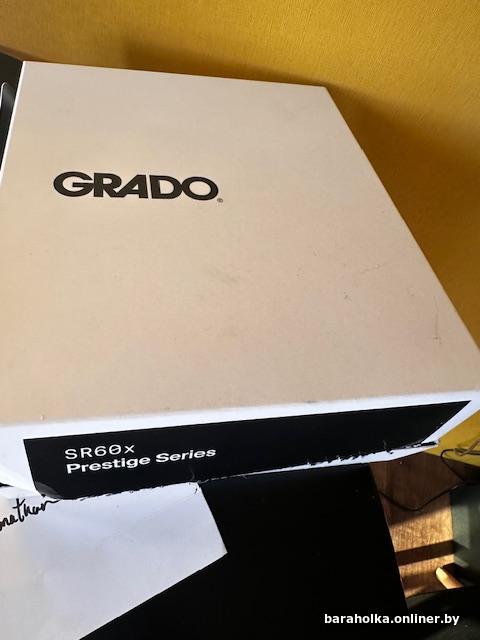 GRADO®
SR60x
Prestige Series
baraholka.onliner.by